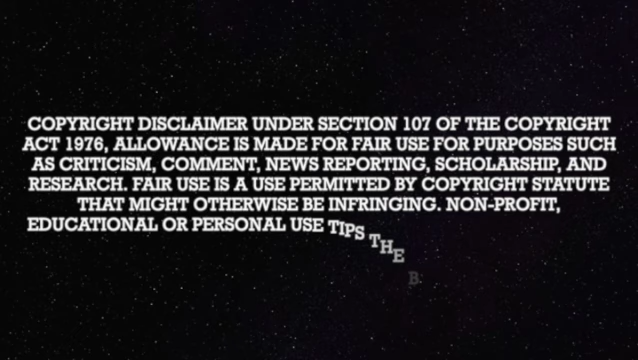 COPYRIGHT DISCLAIMER UNDER SECTION 107 OF THE COPYRIGHT
ACT 1976, ALLOWANCE IS MADE FOR FAIR USE FOR PURPOSES SUCH
AS CRITICISM, COMMENT, NEWS REPORTING, SCHOLARSHIP, AND
RESEARCH. FAIR USE IS A USE PERMITTED BY COPYRIGHT STATUTE
THAT MIGHT OTHERWISE BE INFRINGING. NON-PROFIT,
EDUCATIONAL OR PERSONAL USE TIPS THE B